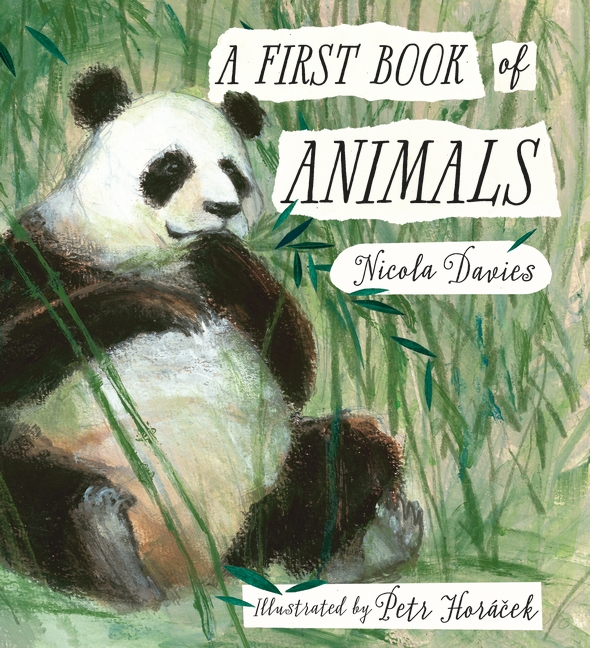 A FIRST BOOK of
ANIMALS
Nicola Davies
Illustrated by Petr Horáček